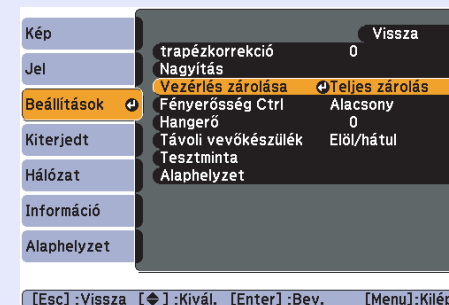 Kép
Jel
Beállítások
Kiterjedt
Hálózat
Információ
Alaphelyzet
Vissza
trapézkorrekció 0
Nagyítás
Vezérlés zárolása Teljes zárolás
Fényerősség Ctrl Alacsony
Hangerő 0
Távoli vevőkészülék Elöl/hátul
Tesztminta
Alaphelyzet
[Esc] :Vissza [◆] :Kivál. [Enter] :Bev. [Menu]:Kilép